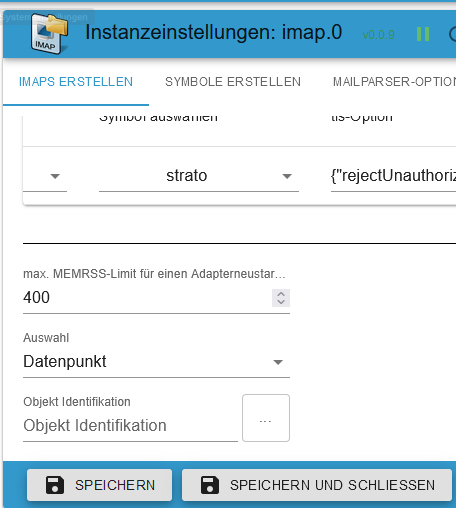 IMAP
Instanzeinstellungen: imap.0 v0.0.9
IMAPS ERSTELLEN SYMBOLE ERSTELLEN MAILPARSER-OPTION
Symbol auswählen tls-Option
strato {"rejectUnauthoriz
max. MEMRSS-Limit für einen Adapterneustar...
400
Auswahl
Datenpunkt
Objekt Identifikation
Objekt Identifikation ...
SPEICHERN SPEICHERN UND SCHLIESSEN